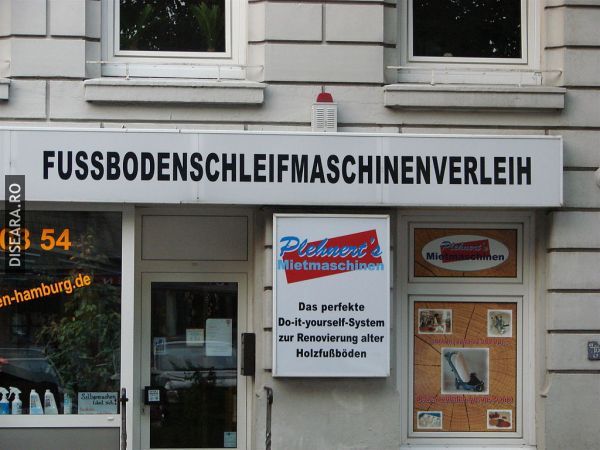 FUSSBODENSCHLEIFMASCHINENVERLEIH
DISEARA.RO
3 54
en-hamburg.de
Plehnert's
Mietmaschinen
Das perfekte
Do-it-yourself-System
zur Renovierung alter
Holzfußböden
Plehnert's
Mietmaschinen
Selbermachen